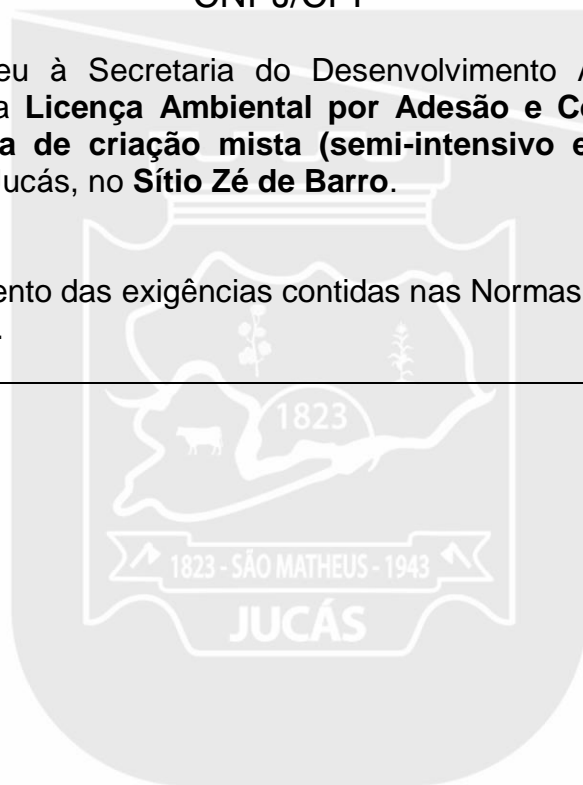 CNPJ/CPF
eu à Secretaria do Desenvolvimento
a Licença Ambiental por Adesão e
a de criação mista (semi-intensivo e
ucás, no Sítio Zé de Barro.
ento das exigências contidas nas Normas
.
1823
1823 - SÃO MATHEUS - 1943
JUCÁS